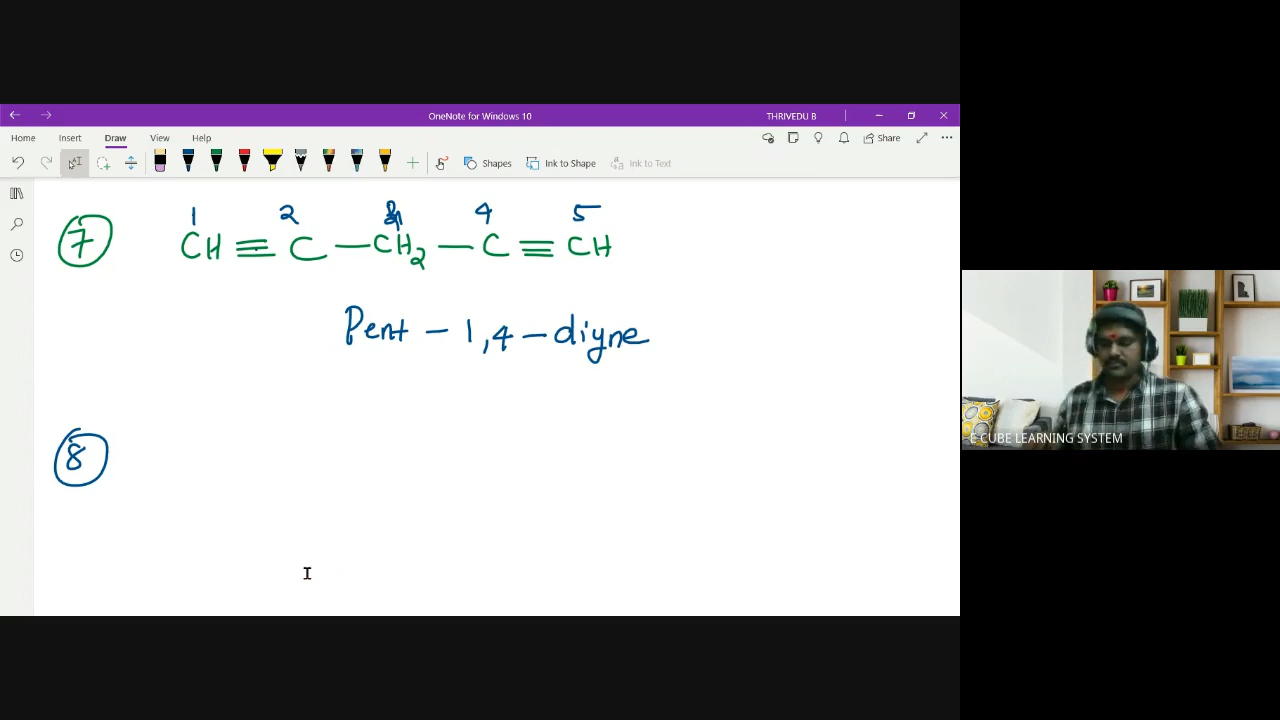 OneNote for Windows 10
THRIVEDU B
Home Insert Draw View Help
Share
Shapes Ink to Shape Ink to Text
7
1 2 4 5
CH ≡ C — CH₂ — C ≡ CH
Pent – 1,4 – diyne
8
E CUBE LEARNING SYSTEM